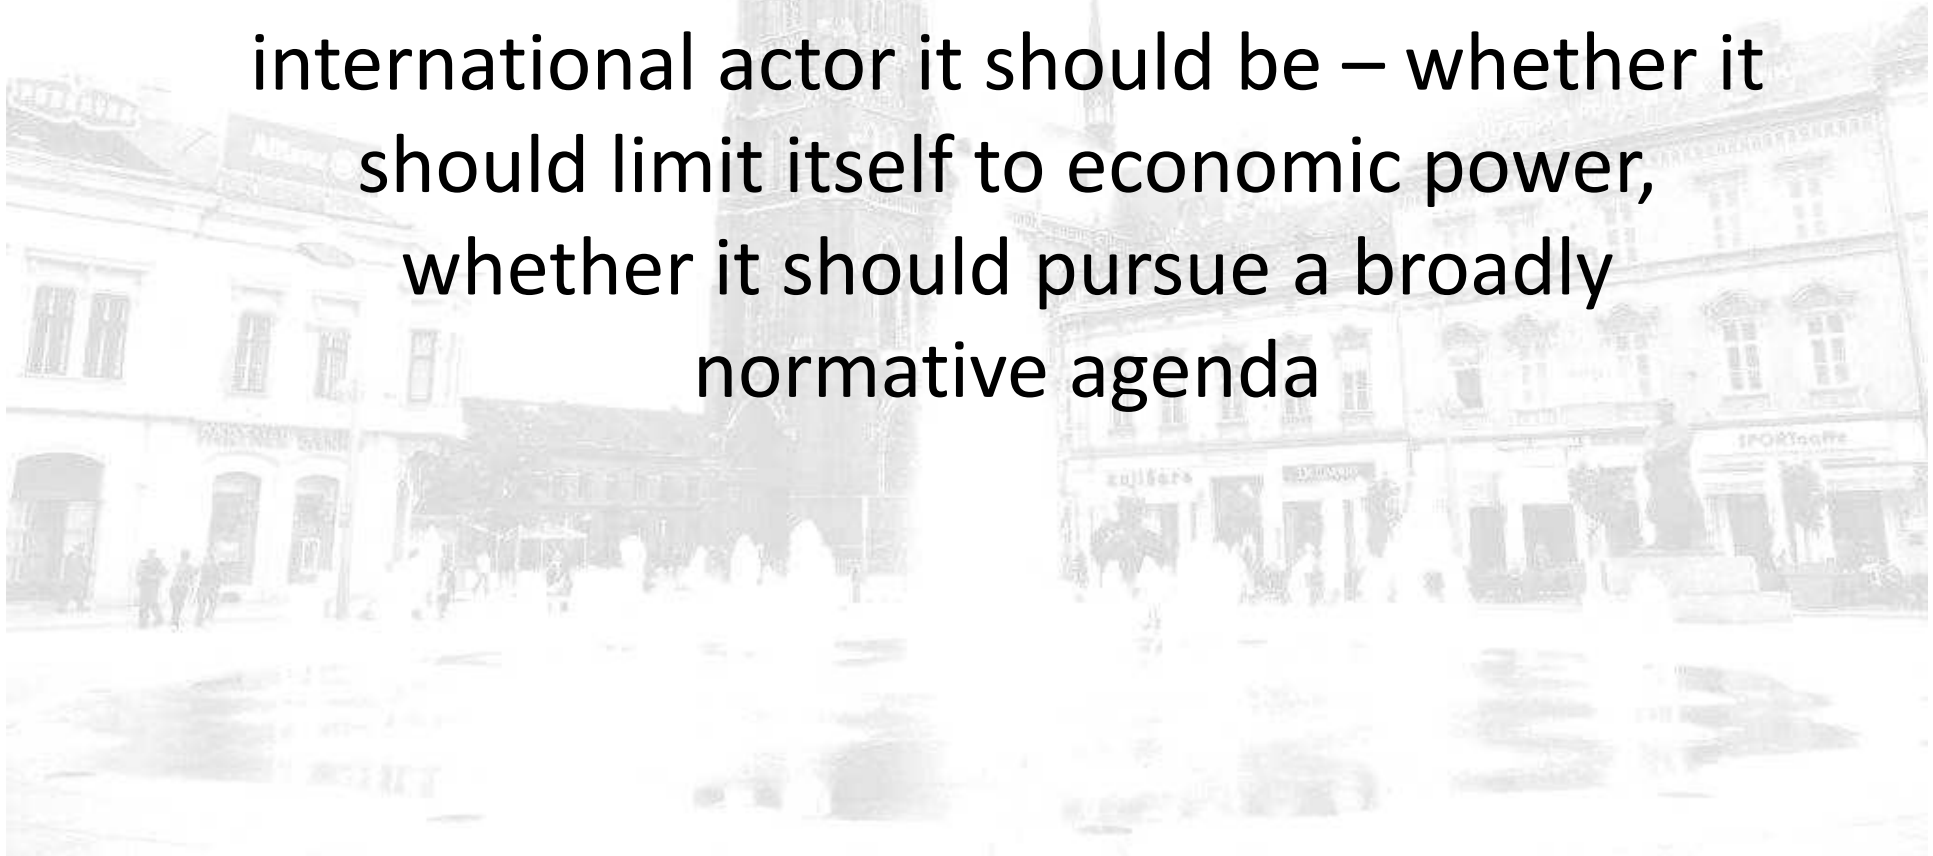 international actor it should be – whether it
should limit itself to economic power,
whether it should pursue a broadly
normative agenda